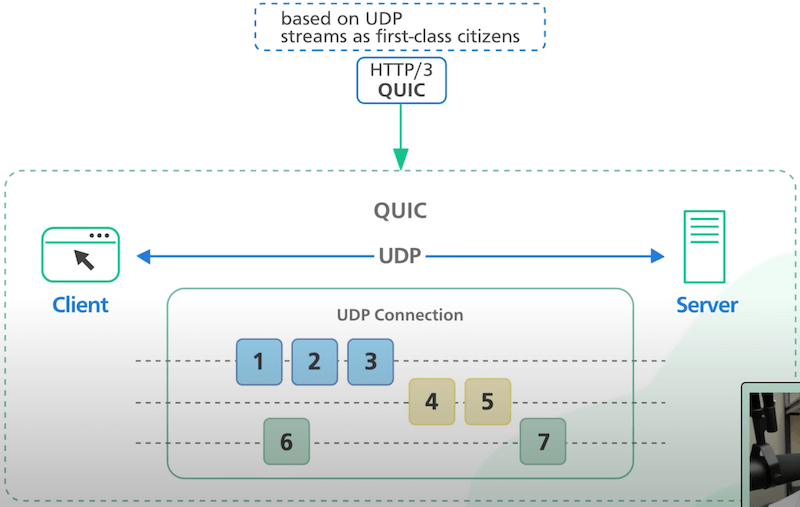 based on UDP
streams as first-class citizens
HTTP/3
QUIC
QUIC
UDP
Client
Server
UDP Connection
1 2 3
4 5
6 7